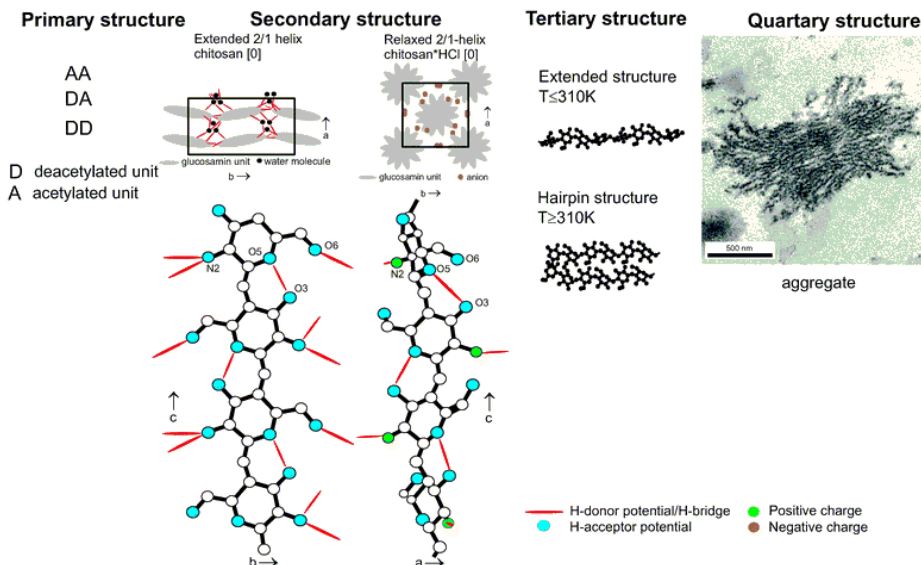 Primary structure
Secondary structure
Tertiary structure
Quartary structure
AA
DA
DD
D deacetylated unit
A acetylated unit
Extended 2/1 helix
chitosan [0]
a
glucosamin unit
water molecule
b
Relaxed 2/1-helix
chitosan*HCl [0]
a
glucosamin unit
anion
b
N2
O5
O6
O3
c
b
N2
O5
O6
O3
c
a
Extended structure
T≤310K
Hairpin structure
T≥310K
500 nm
aggregate
H-donor potential/H-bridge
H-acceptor potential
Positive charge
Negative charge